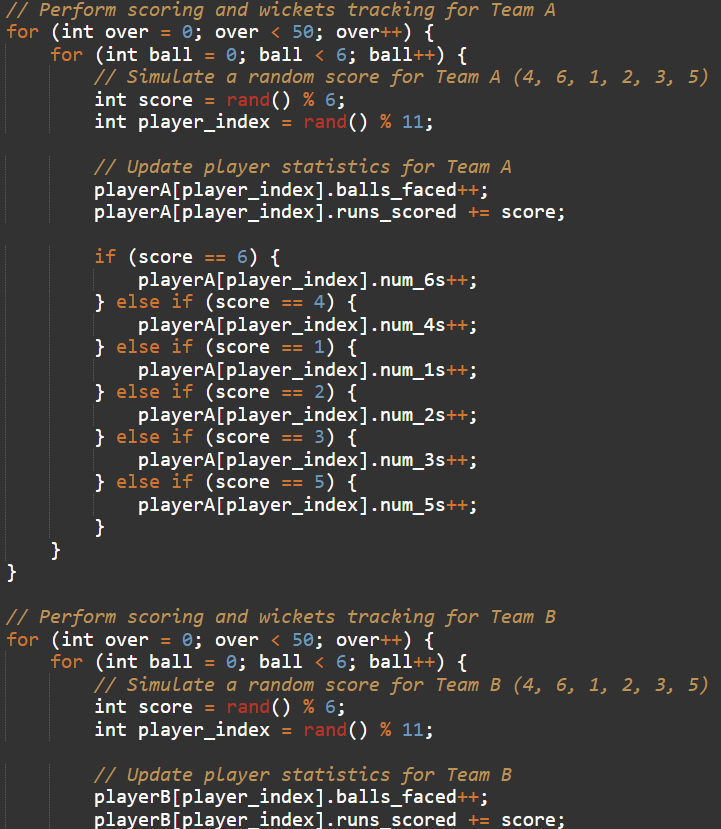 // Perform scoring and wickets tracking for Team A
for (int over = 0; over < 50; over++) {
    for (int ball = 0; ball < 6; ball++) {
        // Simulate a random score for Team A (4, 6, 1, 2, 3, 5)
        int score = rand() % 6;
        int player_index = rand() % 11;

        // Update player statistics for Team A
        playerA[player_index].balls_faced++;
        playerA[player_index].runs_scored += score;

        if (score == 6) {
            playerA[player_index].num_6s++;
        } else if (score == 4) {
            playerA[player_index].num_4s++;
        } else if (score == 1) {
            playerA[player_index].num_1s++;
        } else if (score == 2) {
            playerA[player_index].num_2s++;
        } else if (score == 3) {
            playerA[player_index].num_3s++;
        } else if (score == 5) {
            playerA[player_index].num_5s++;
        }
    }
}

// Perform scoring and wickets tracking for Team B
for (int over = 0; over < 50; over++) {
    for (int ball = 0; ball < 6; ball++) {
        // Simulate a random score for Team B (4, 6, 1, 2, 3, 5)
        int score = rand() % 6;
        int player_index = rand() % 11;

        // Update player statistics for Team B
        playerB[player_index].balls_faced++;
        playerB[player_index].runs_scored += score;